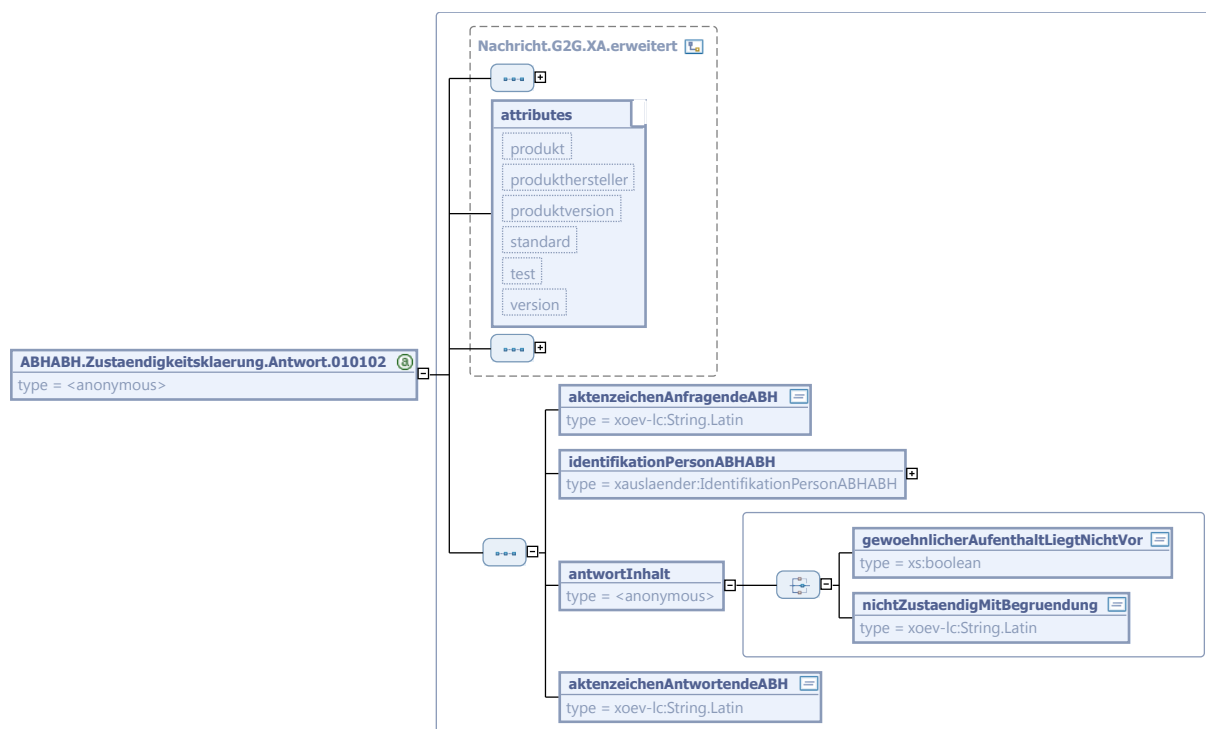 Nachricht.G2G.XA.erweitert
attributes
produkt
produkthersteller
produktversion
standard
test
version
ABHABH.Zustaendigkeitsklaerung.Antwort.010102 a
type = <anonymous>
aktenzeichenAnfragendeABH
type = xoev-lc:String.Latin
identifikationPersonABHABH
type = xauslaender:IdentifikationPersonABHABH
antwortInhalt
type = <anonymous>
gewoehnlicherAufenthaltLiegtNichtVor
type = xs:boolean
nichtZustaendigMitBegruendung
type = xoev-lc:String.Latin
aktenzeichenAntwortendeABH
type = xoev-lc:String.Latin